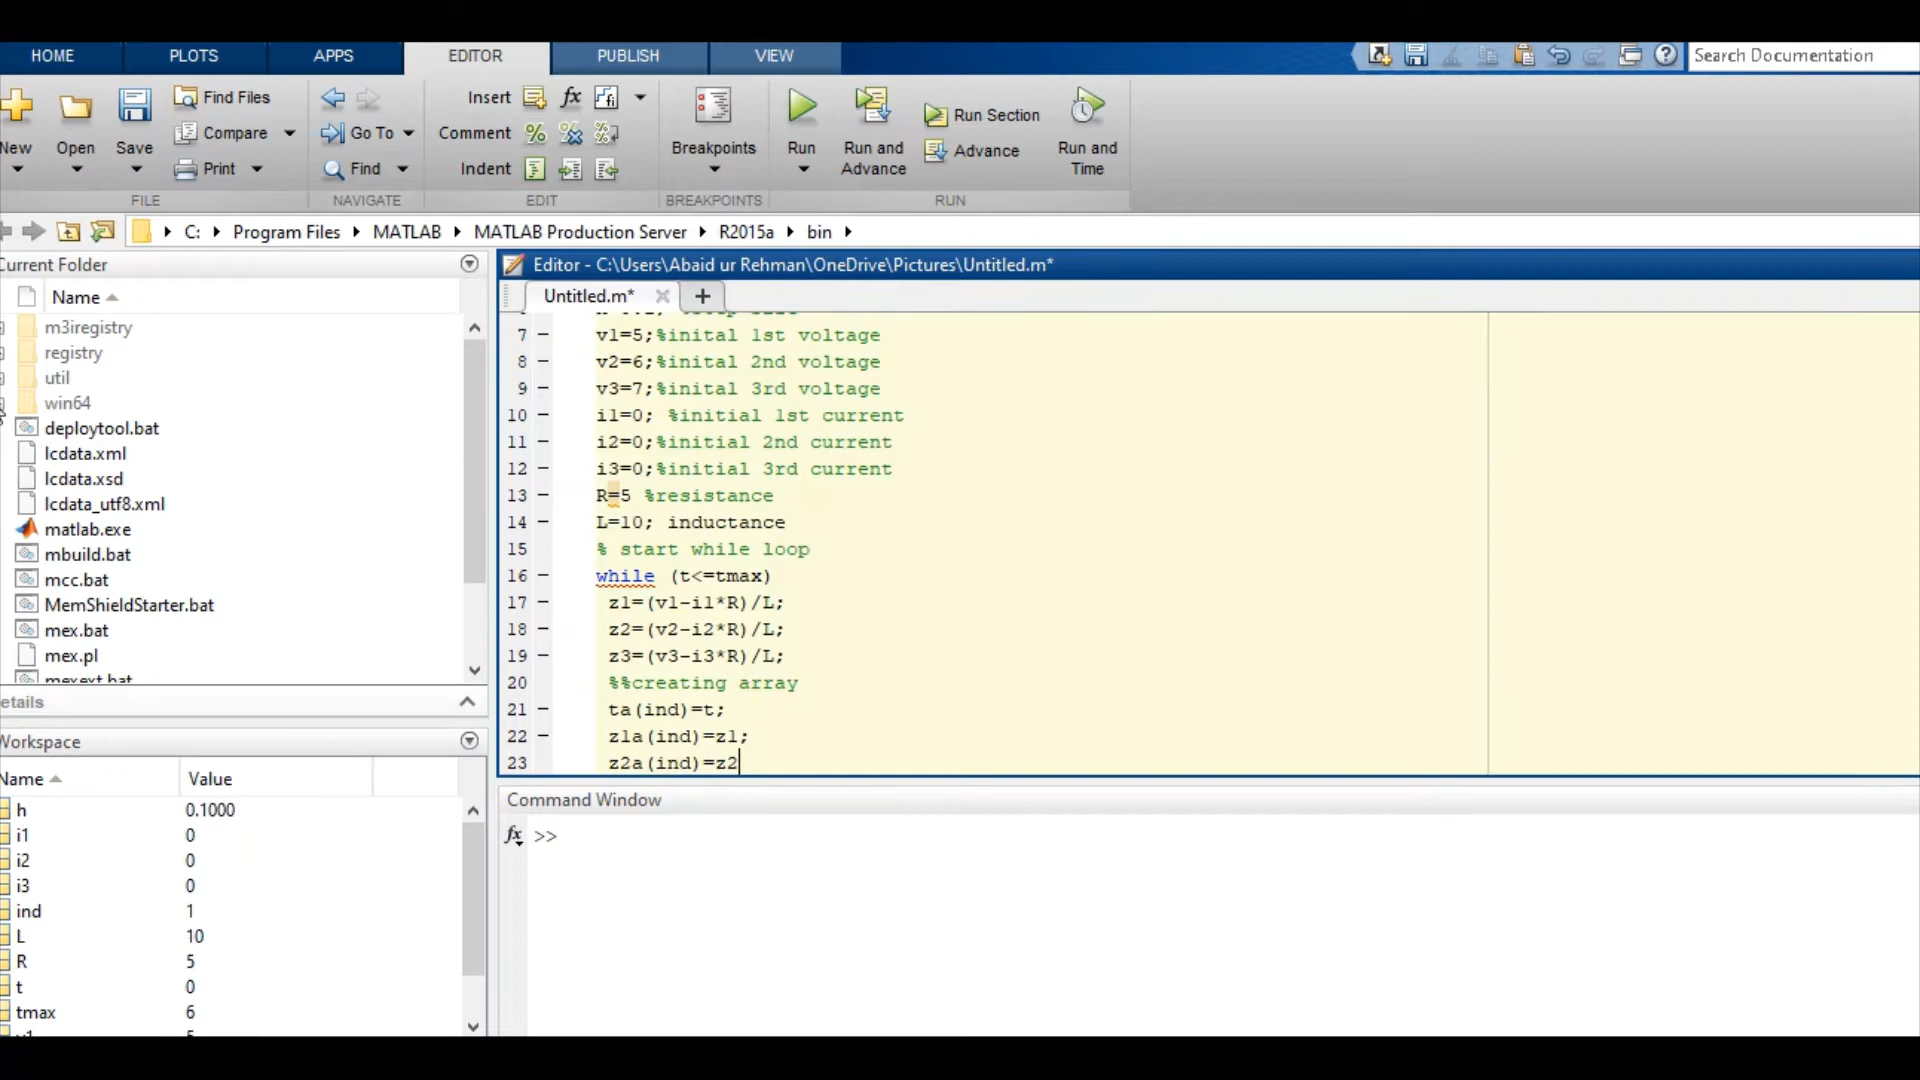 HOME
PLOTS
APPS
EDITOR
PUBLISH
VIEW
Search Documentation
New
Open
Save
Find Files
Compare
Print
Go To
Find
Insert
fx
Comment
%
Indent
Breakpoints
Run
Run and
Advance
Run Section
Advance
Run and
Time
FILE
NAVIGATE
EDIT
BREAKPOINTS
RUN
C:
Program Files
MATLAB
MATLAB Production Server
R2015a
bin
Current Folder
Name
m3iregistry
registry
util
win64
deploytool.bat
lcdata.xml
lcdata.xsd
lcdata_utf8.xml
matlab.exe
mbuild.bat
mcc.bat
MemShieldStarter.bat
mex.bat
mex.pl
mexext.bat
etails
Workspace
Name
Value
h 0.1000
i1 0
i2 0
i3 0
ind 1
L 10
R 5
t 0
tmax 6
Editor - C:\Users\Abaid ur Rehman\OneDrive\Pictures\Untitled.m*
Untitled.m*
7 - v1=5;%inital 1st voltage
8 - v2=6;%inital 2nd voltage
9 - v3=7;%inital 3rd voltage
10 - i1=0; %initial 1st current
11 - i2=0;%initial 2nd current
12 - i3=0;%initial 3rd current
13 - R=5 %resistance
14 - L=10; inductance
15 % start while loop
16 - while (t<=tmax)
17 - z1=(v1-i1*R)/L;
18 - z2=(v2-i2*R)/L;
19 - z3=(v3-i3*R)/L;
20 %%creating array
21 - ta(ind)=t;
22 - z1a(ind)=z1;
23 z2a(ind)=z2
Command Window
fx >>